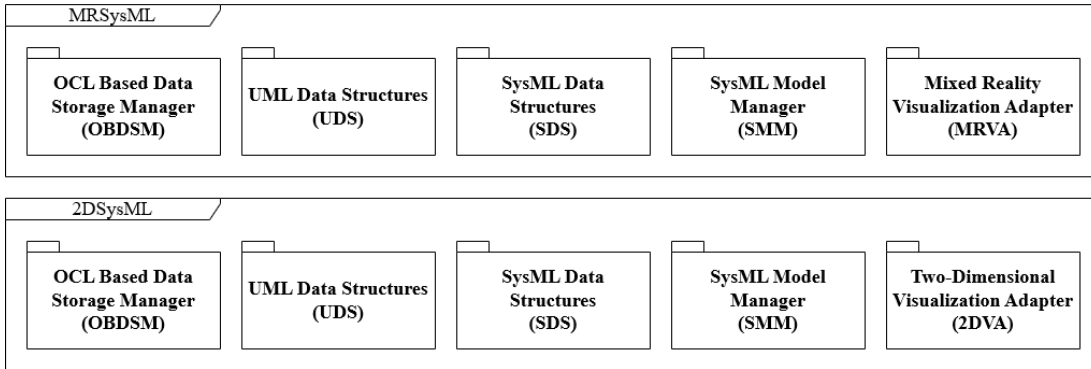 MRSysML
OCL Based Data
Storage Manager
(OBDSM)
UML Data Structures
(UDS)
SysML Data
Structures
(SDS)
SysML Model
Manager
(SMM)
Mixed Reality
Visualization Adapter
(MRVA)
2DSysML
OCL Based Data
Storage Manager
(OBDSM)
UML Data Structures
(UDS)
SysML Data
Structures
(SDS)
SysML Model
Manager
(SMM)
Two-Dimensional
Visualization Adapter
(2DVA)